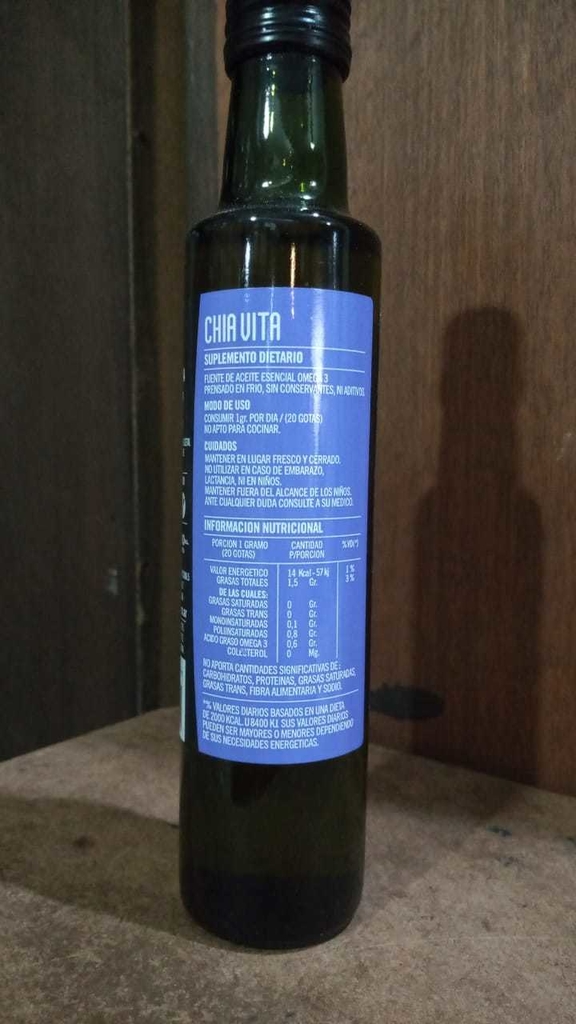 CHIA VITA
SUPLEMENTO DIETARIO
FUENTE DE ACEITE ESENCIAL OMEGA 3
PRENSADO EN FRIO, SIN CONSERVANTES, NI ADITIVOS.
MODO DE USO
CONSUMIR 1gr. POR DIA / (20 GOTAS)
NO APTO PARA COCINAR.
CUIDADOS
MANTENER EN LUGAR FRESCO Y CERRADO.
NO UTILIZAR EN CASO DE EMBARAZO,
LACTANCIA, NI EN NIÑOS.
MANTENER FUERA DEL ALCANCE DE LOS NIÑOS.
ANTE CUALQUIER DUDA CONSULTE A SU MEDICO.
INFORMACION NUTRICIONAL
PORCION 1 GRAMO (20 GOTAS) CANTIDAD P/PORCION %VD(*)
VALOR ENERGETICO 14 Kcal - 57 kj 1 %
GRASAS TOTALES 1,5 Gr. 3 %
DE LAS CUALES:
GRASAS SATURADAS 0 Gr.
GRASAS TRANS 0 Gr.
MONOINSATURADAS 0,1 Gr.
POLIINSATURADAS 0,8 Gr.
ACIDO GRASO OMEGA 3 0,6 Gr.
COLESTEROL 0 Mg.
NO APORTA CANTIDADES SIGNIFICATIVAS DE:
CARBOHIDRATOS, PROTEINAS, GRASAS SATURADAS,
GRASAS TRANS, FIBRA ALIMENTARIA Y SODIO.
*% VALORES DIARIOS BASADOS EN UNA DIETA
DE 2000 KCAL. U 8400 KJ. SUS VALORES DIARIOS
PUEDEN SER MAYORES O MENORES DEPENDIENDO
DE SUS NECESIDADES ENERGETICAS.